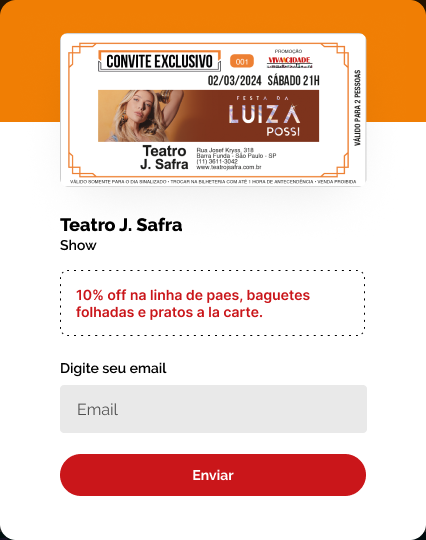 CONVITE EXCLUSIVO
001
PROMOÇÃO
VIVA CIDADE
02/03/2024 SÁBADO 21H
FESTA DA
LUIZA
POSSI
VÁLIDO PARA 2 PESSOAS
Teatro
J. Safra
Rua Josef Kryss, 318
Barra Funda - São Paulo - SP
(11) 3611-3042
www.teatrojsafra.com.br
VÁLIDO SOMENTE PARA O DIA SINALIZADO • TROCAR NA BILHETERIA COM ATÉ 1 HORA DE ANTECEDÊNCIA • VENDA PROIBIDA
Teatro J. Safra
Show
10% off na linha de paes, baguetes
folhadas e pratos a la carte.
Digite seu email
Email
Enviar